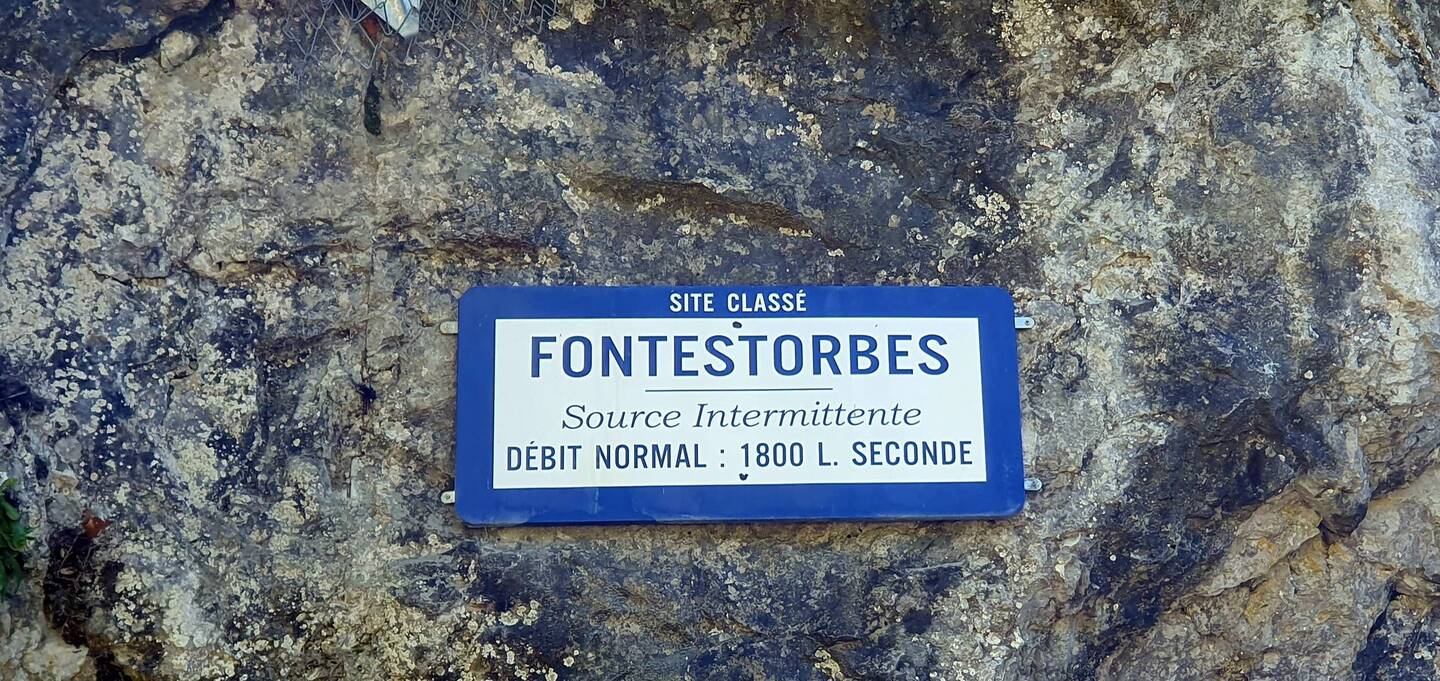 SITE CLASSÉ
FONTESTORBES
Source Intermittente
DÉBIT NORMAL : 1800 L. SECONDE